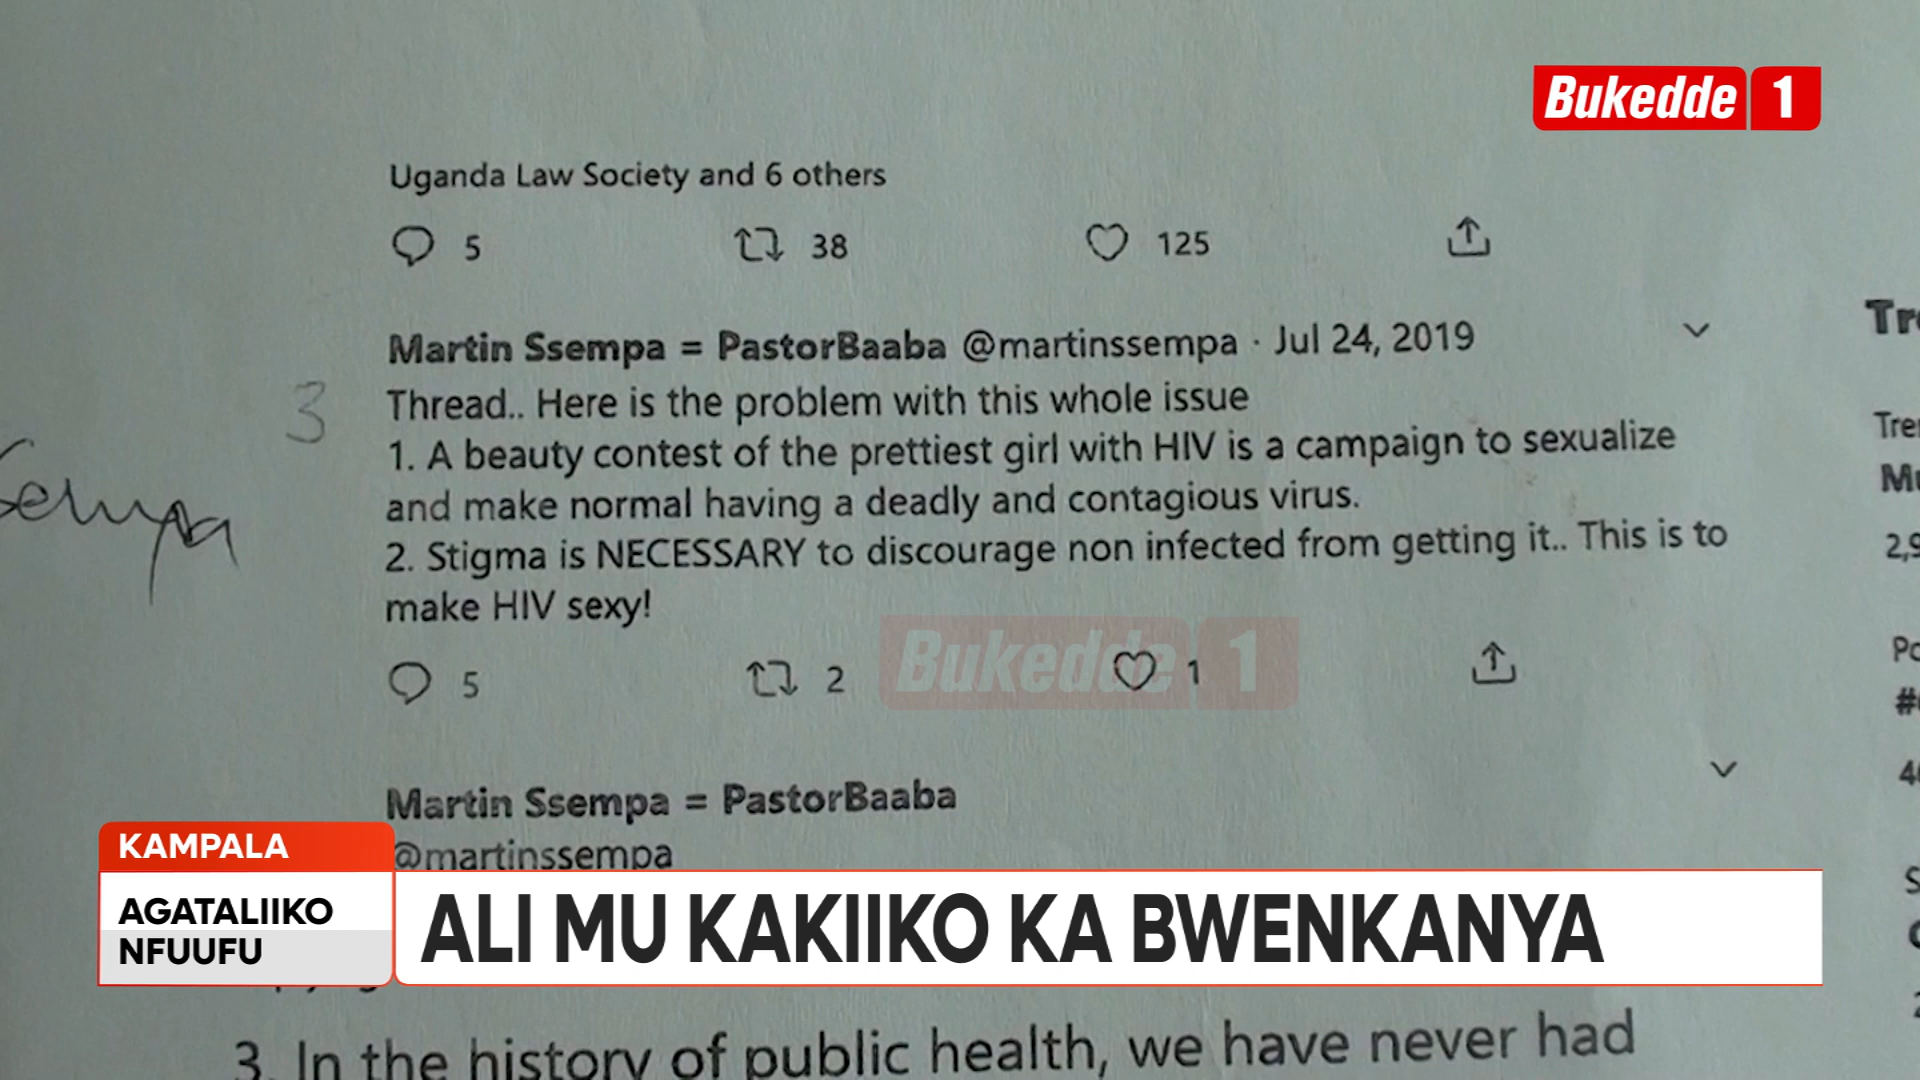 Bukedde 1
Uganda Law Society and 6 others
5 38 125
Martin Ssempa = PastorBaaba @martinssempa · Jul 24, 2019
3
Thread.. Here is the problem with this whole issue
1. A beauty contest of the prettiest girl with HIV is a campaign to sexualize
and make normal having a deadly and contagious virus.
2. Stigma is NECESSARY to discourage non infected from getting it.. This is to
make HIV sexy!
5 2 1
Bukedde 1
Martin Ssempa = PastorBaaba
@martinssempa
KAMPALA
AGATALIIKO
NFUUFU
ALI MU KAKIIKO KA BWENKANYA
3. In the history of public health, we have never had